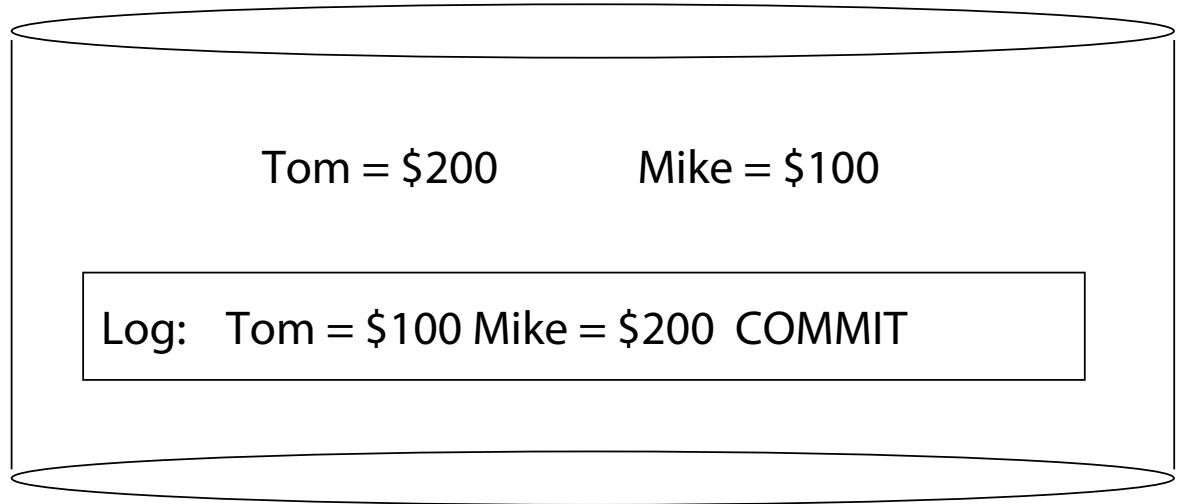 Tom = $200 Mike = $100
Log: Tom = $100 Mike = $200 COMMIT